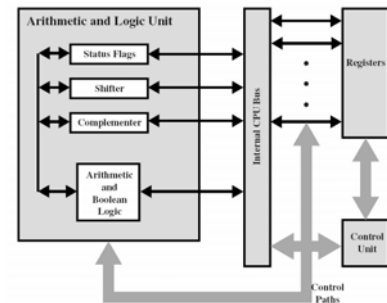 Arithmetic and Logic Unit
Status Flags
Shifter
Complementer
Arithmetic
and
Boolean
Logic
Internal CPU Bus
Registers
Control
Unit
Control
Paths